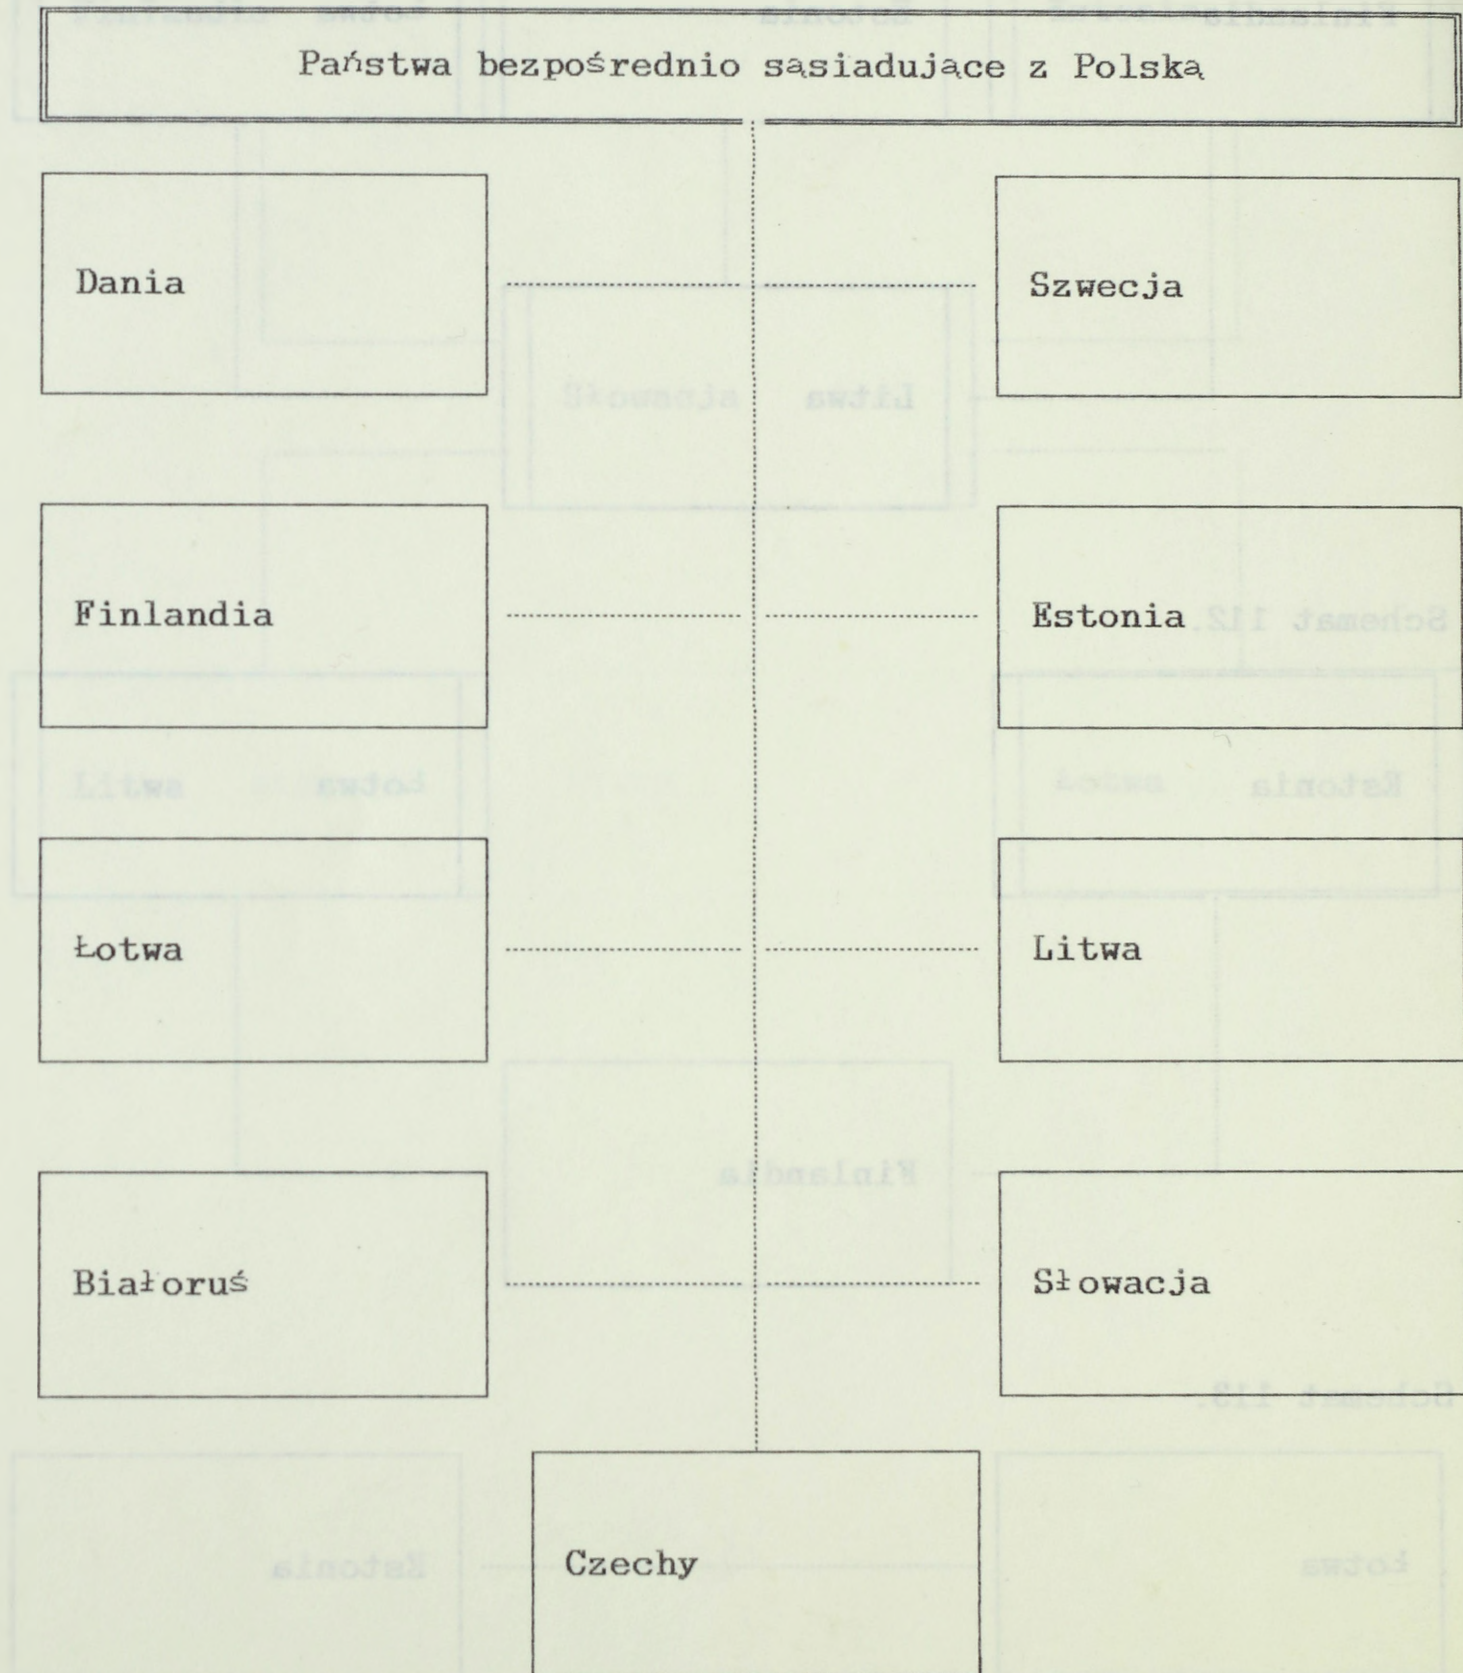 Państwa bezpośrednio sąsiadujące z Polską
Dania
Szwecja
Finlandia
Estonia
Łotwa
Litwa
Białoruś
Słowacja
Czechy